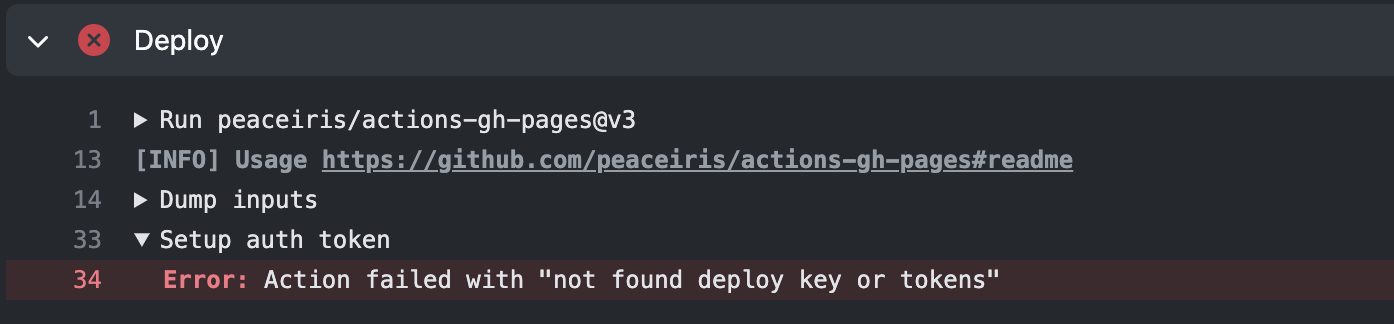 Deploy
1 Run peaceiris/actions-gh-pages@v3
13 [INFO] Usage https://github.com/peaceiris/actions-gh-pages#readme
14 Dump inputs
33 Setup auth token
34 Error: Action failed with "not found deploy key or tokens"